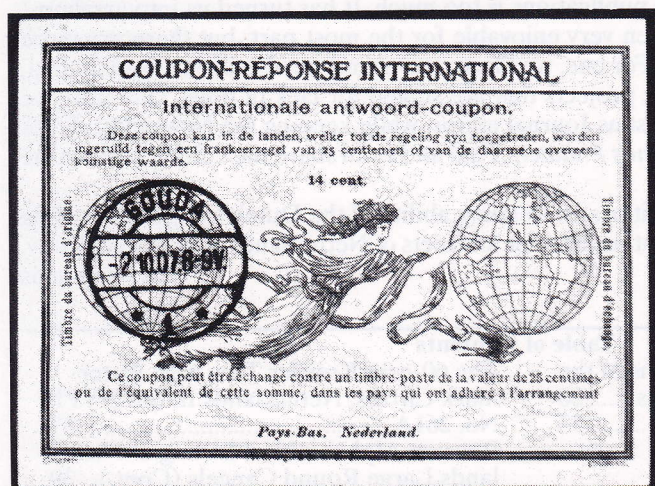 COUPON-RÉPONSE INTERNATIONAL
Internationale antwoord-coupon.
Deze coupon kan in de landen, welke tot de regeling zyn toegetreden, worden
ingeruild tegen een frankeerzegel van 25 centiemen of van de daarmede overeen-
komstige waarde.
14 cent.
Timbre du bureau d'origine.
GOUDA
-2.10.07.8-9V.
* 1 *
Timbre du bureau d'échange.
Ce coupon peut être échangé contre un timbre-poste de la valeur de 25 centimes
ou de l'équivalent de cette somme, dans les pays qui ont adhéré à l'arrangement
Pays-Bas. Nederland.